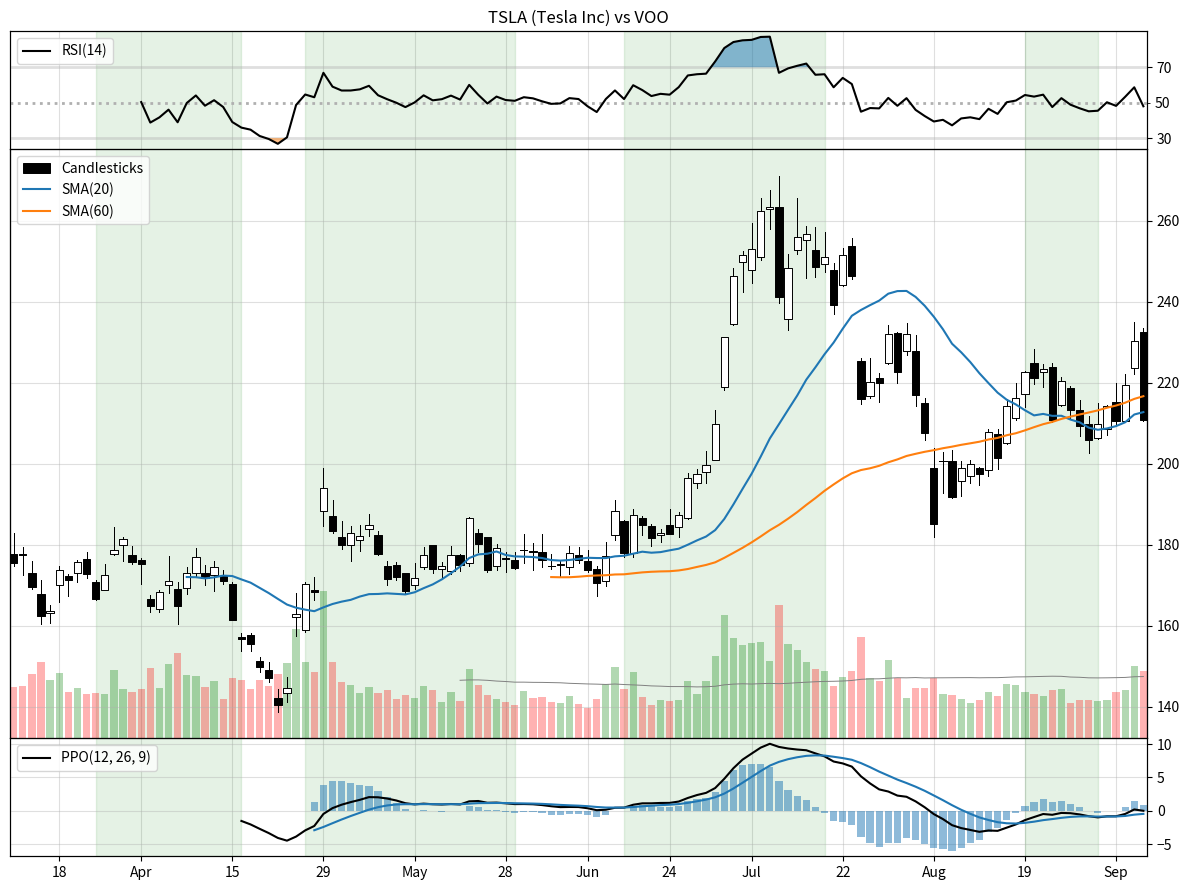 TSLA (Tesla Inc) vs VOO
RSI(14)
70
50
30
Candlesticks
SMA(20)
SMA(60)
260
240
220
200
180
160
140
PPO(12, 26, 9)
10
5
0
−5
18 Apr 15 29 May 28 Jun 24 Jul 22 Aug 19 Sep